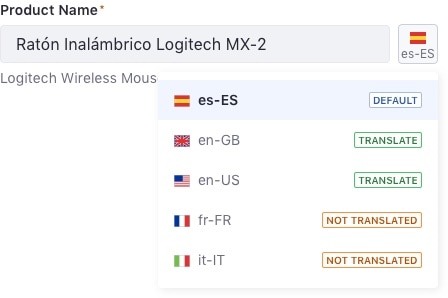 Product Name*
Ratón Inalámbrico Logitech MX-2
es-ES
Logitech Wireless Mous
es-ES DEFAULT
en-GB TRANSLATE
en-US TRANSLATE
fr-FR NOT TRANSLATED
it-IT NOT TRANSLATED